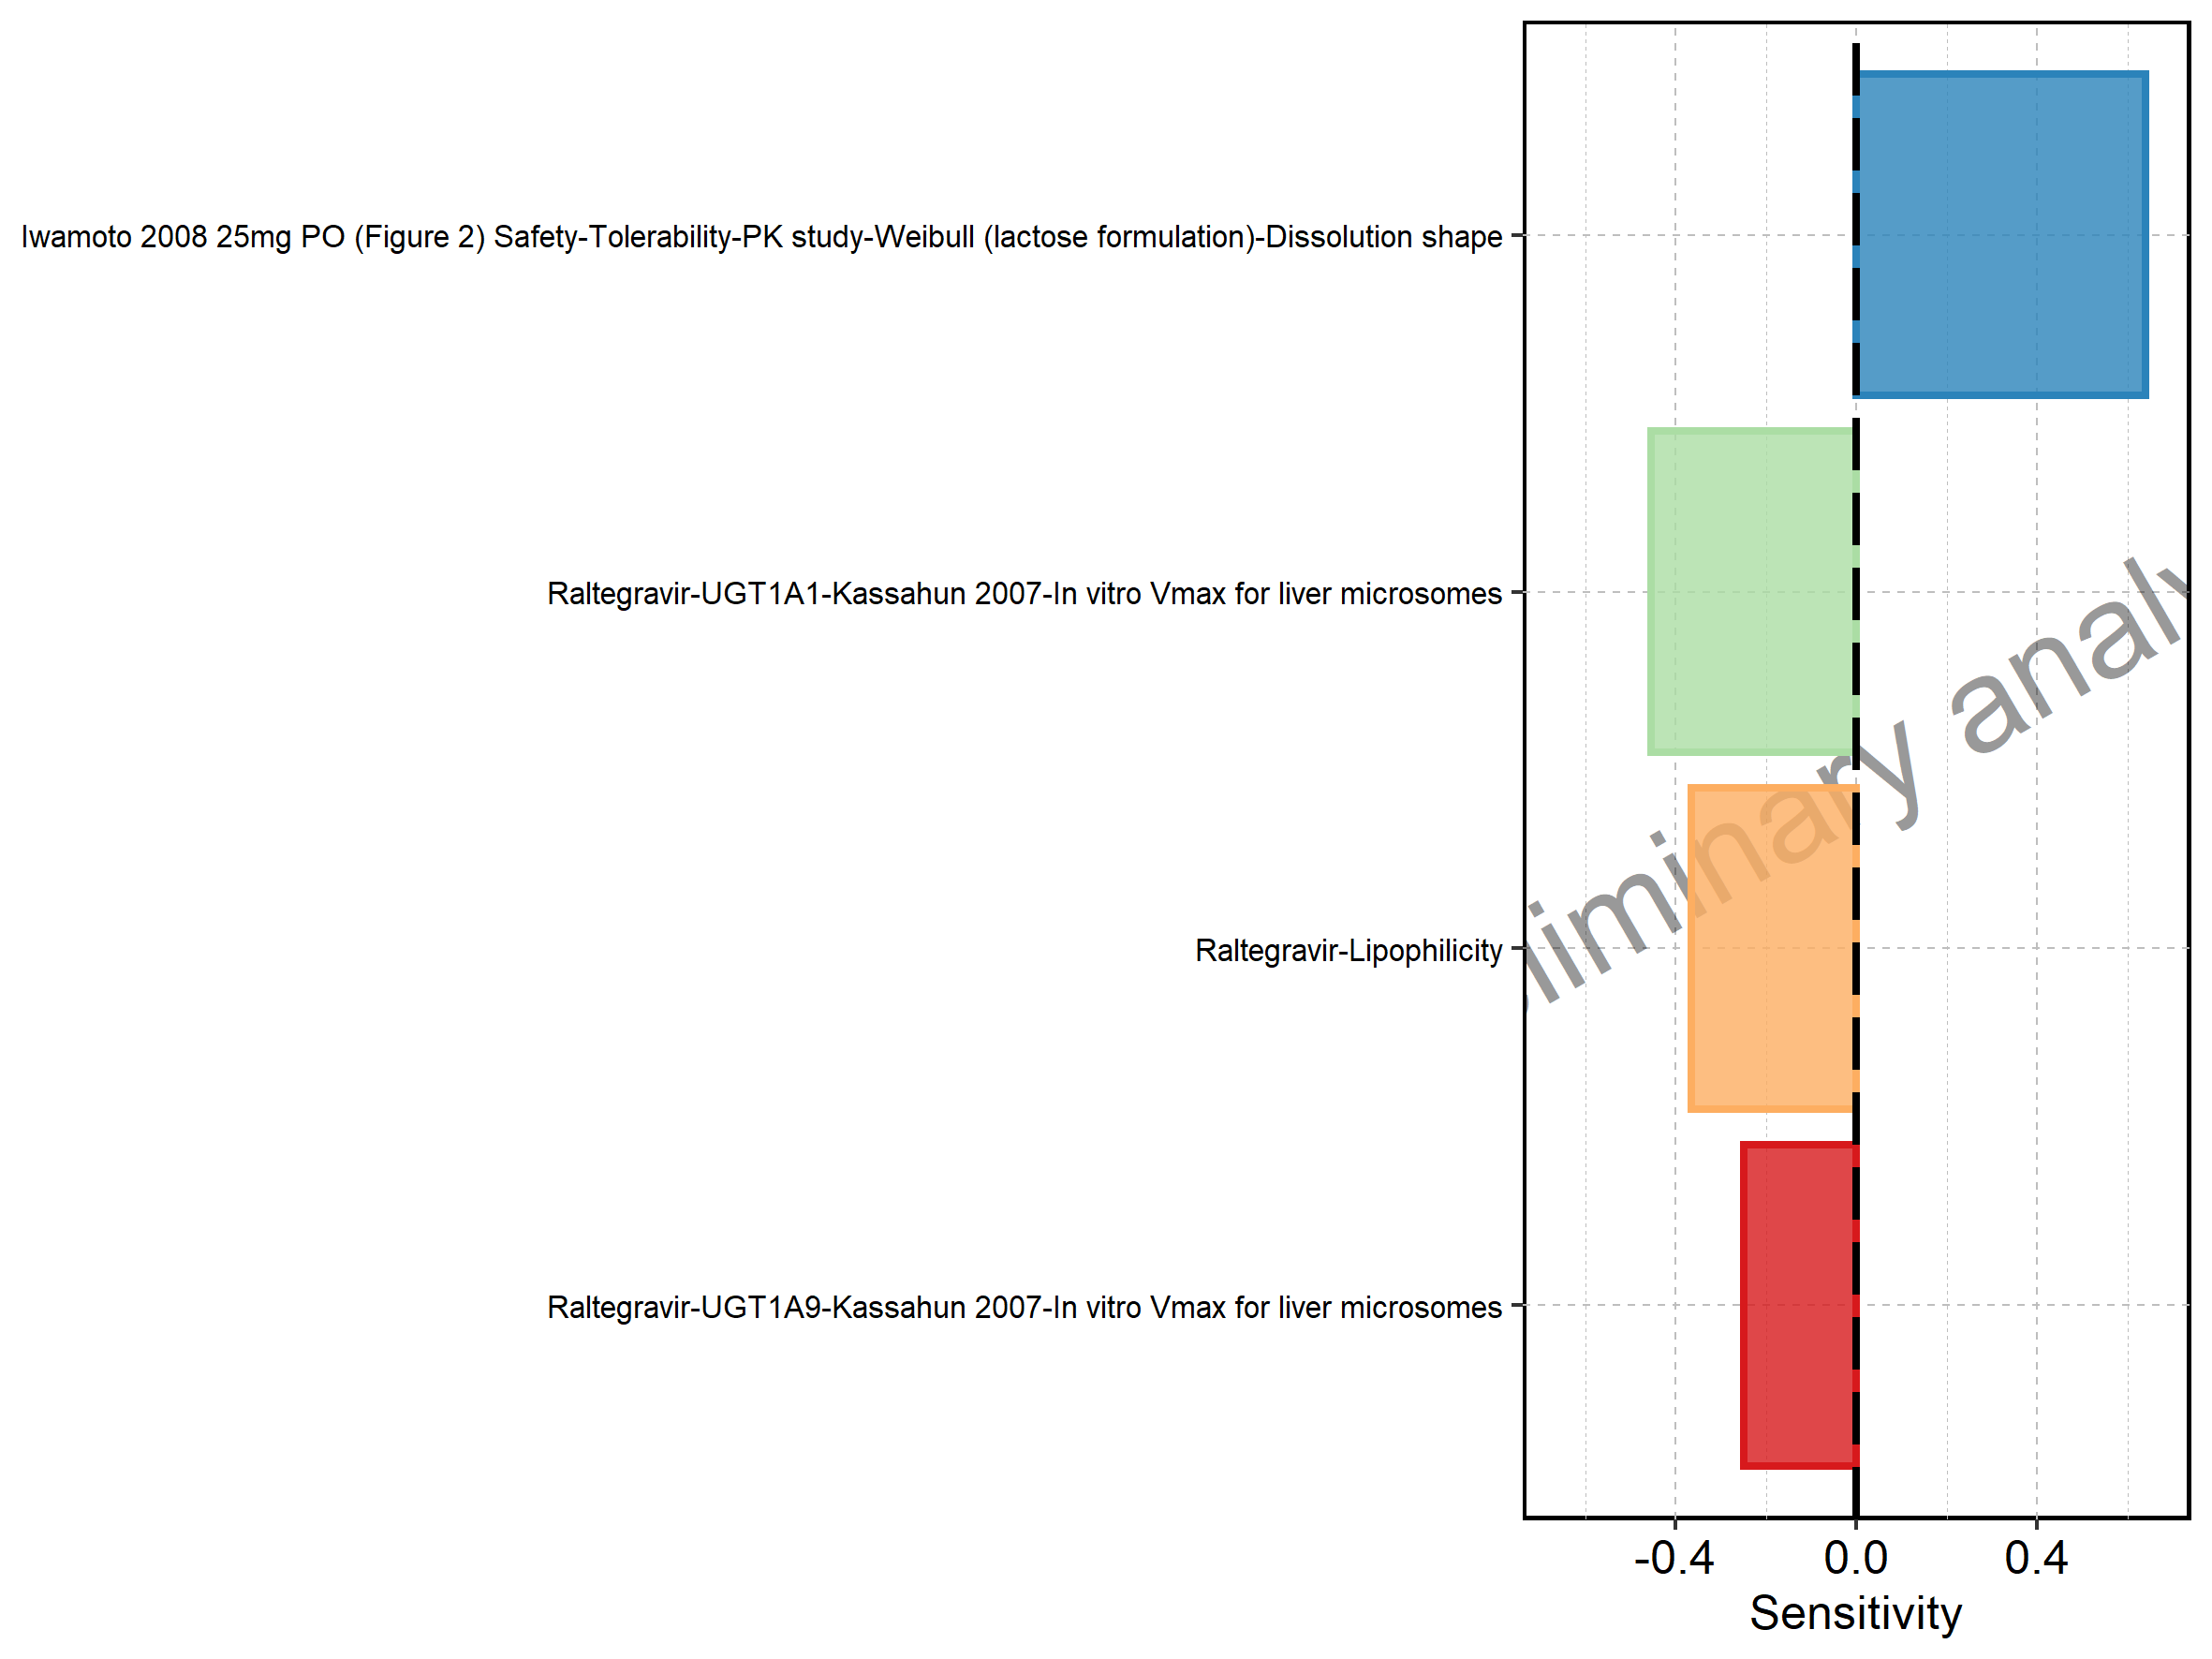 Iwamoto 2008 25mg PO (Figure 2) Safety-Tolerability-PK study-Weibull (lactose formulation)-Dissolution shape
Raltegravir-UGT1A1-Kassahun 2007-In vitro Vmax for liver microsomes
Raltegravir-Lipophilicity
Raltegravir-UGT1A9-Kassahun 2007-In vitro Vmax for liver microsomes
-0.4 0.0 0.4
Sensitivity